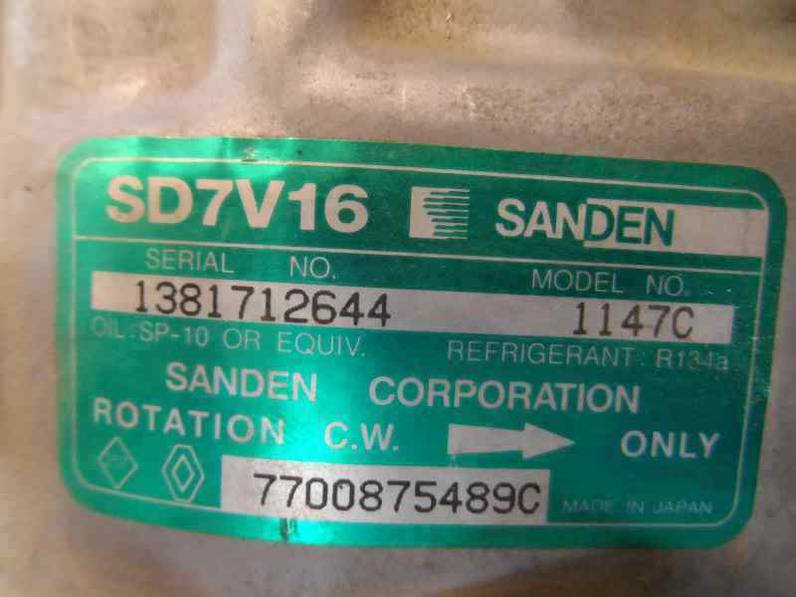 SD7V16 SANDEN
SERIAL NO. MODEL NO.
1381712644 1147C
OIL:SP-10 OR EQUIV. REFRIGERANT: R134a
SANDEN CORPORATION
ROTATION C.W. ONLY
7700875489C MADE IN JAPAN